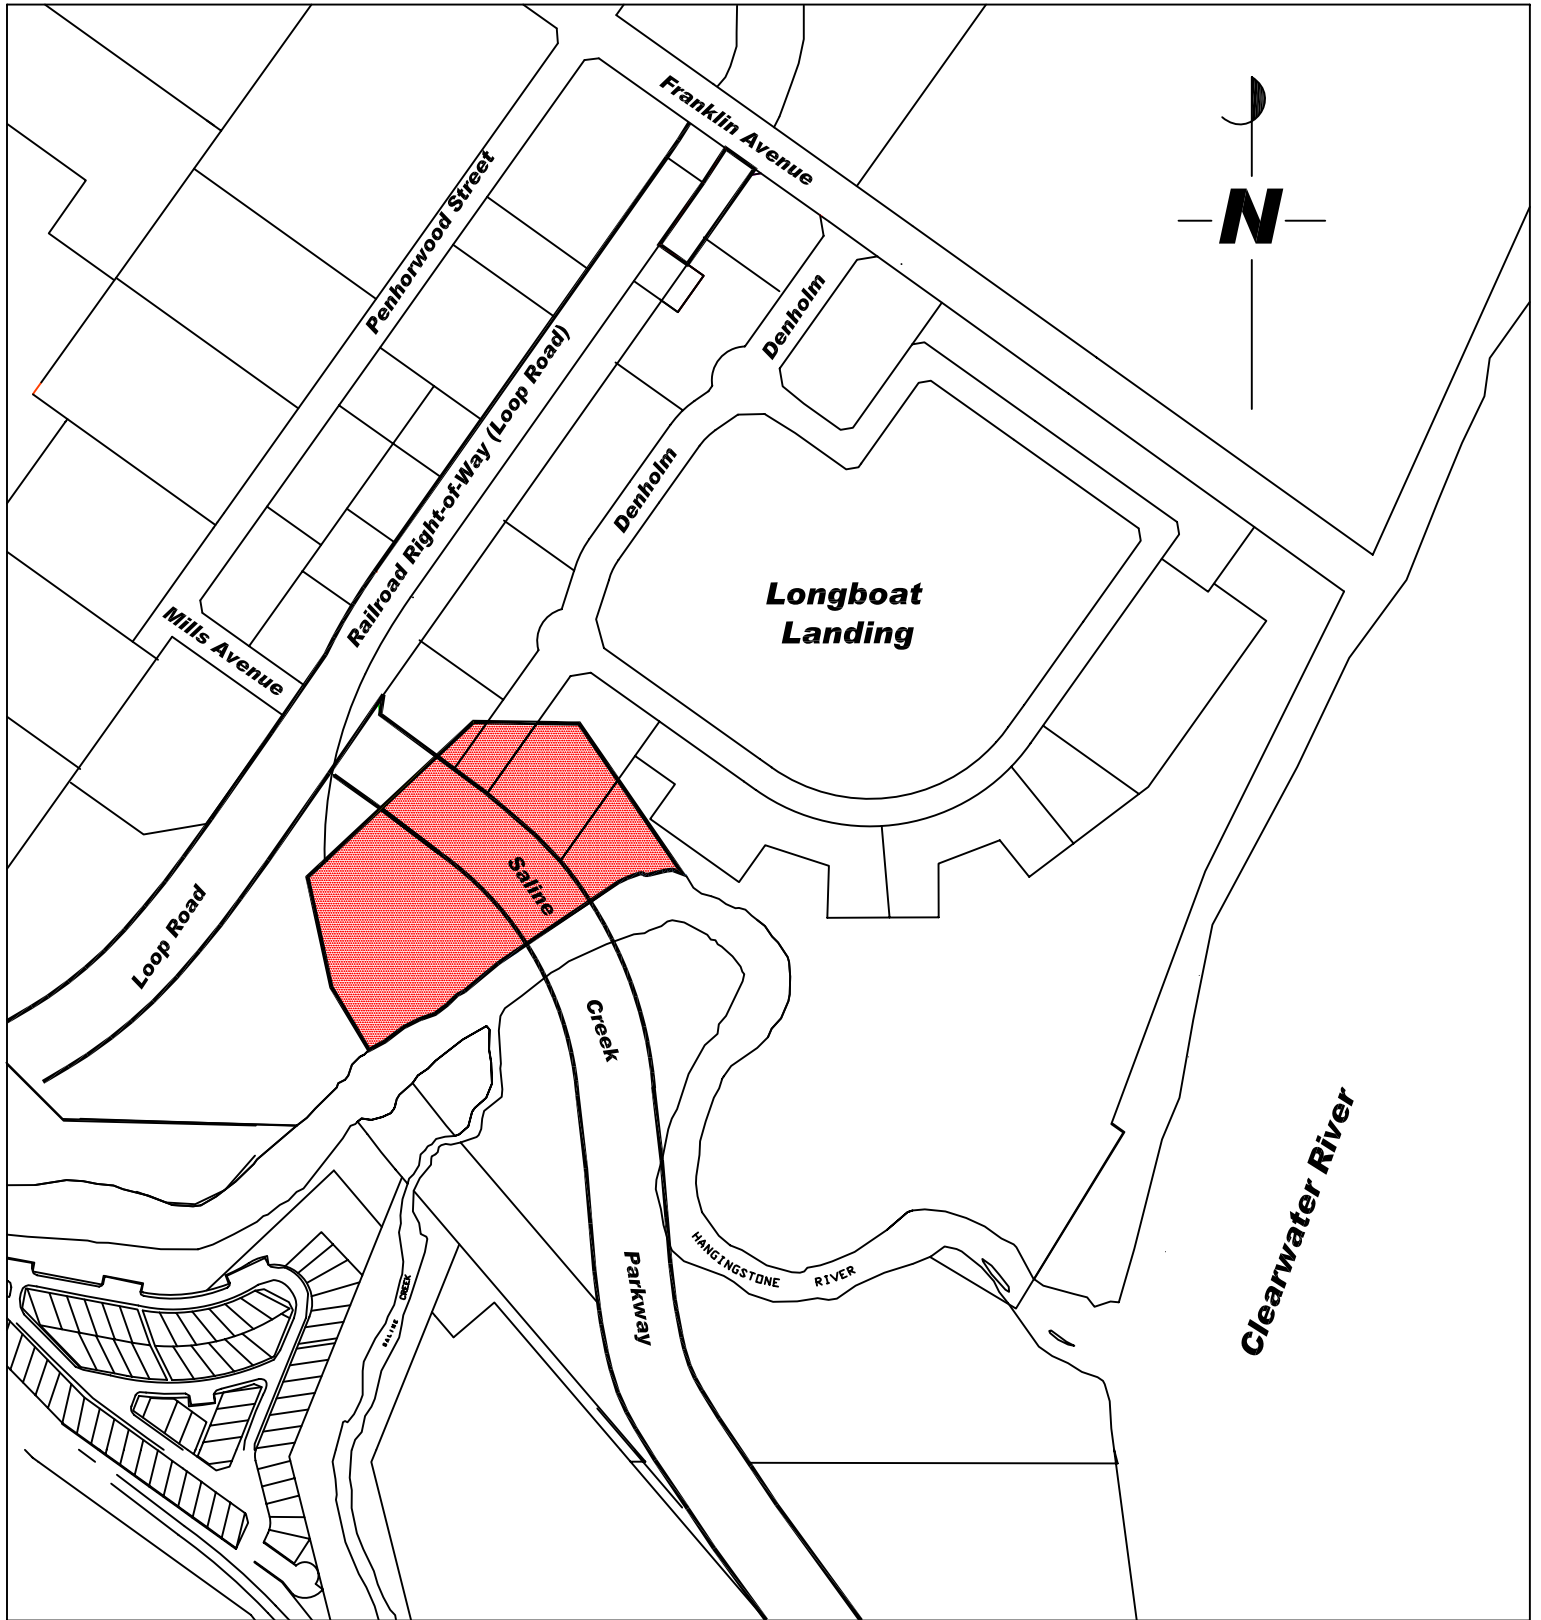 Franklin Avenue
Penhorwood Street
N
Denholm
Railroad Right-of-Way (Loop Road)
Denholm
Longboat
Landing
Mills Avenue
Saline
Loop Road
Creek
Clearwater River
HANGINGSTONE RIVER
Parkway
SALINE CREEK